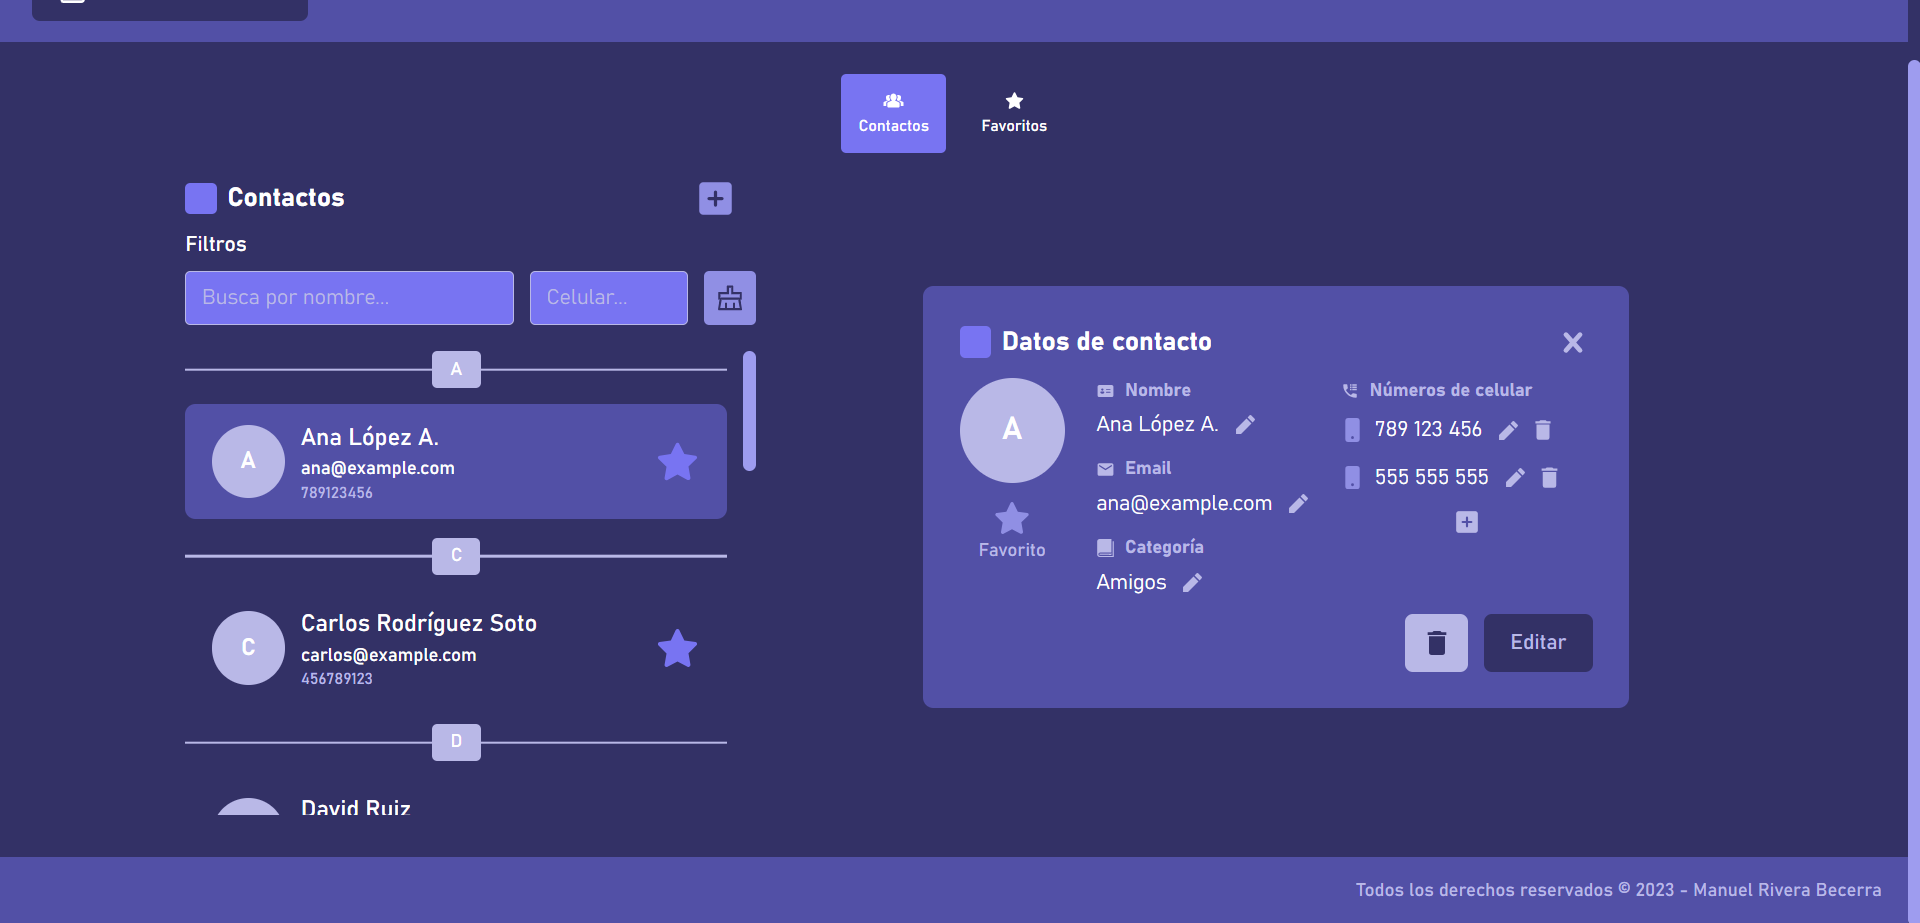 Contactos
Favoritos
Contactos
Filtros
Busca por nombre...
Celular...
A
A
Ana López A.
ana@example.com
789123456
C
C
Carlos Rodríguez Soto
carlos@example.com
456789123
D
David Ruiz
Datos de contacto
A
Favorito
Nombre
Ana López A.
Email
ana@example.com
Categoría
Amigos
Números de celular
789 123 456
555 555 555
Editar
Todos los derechos reservados © 2023 - Manuel Rivera Becerra